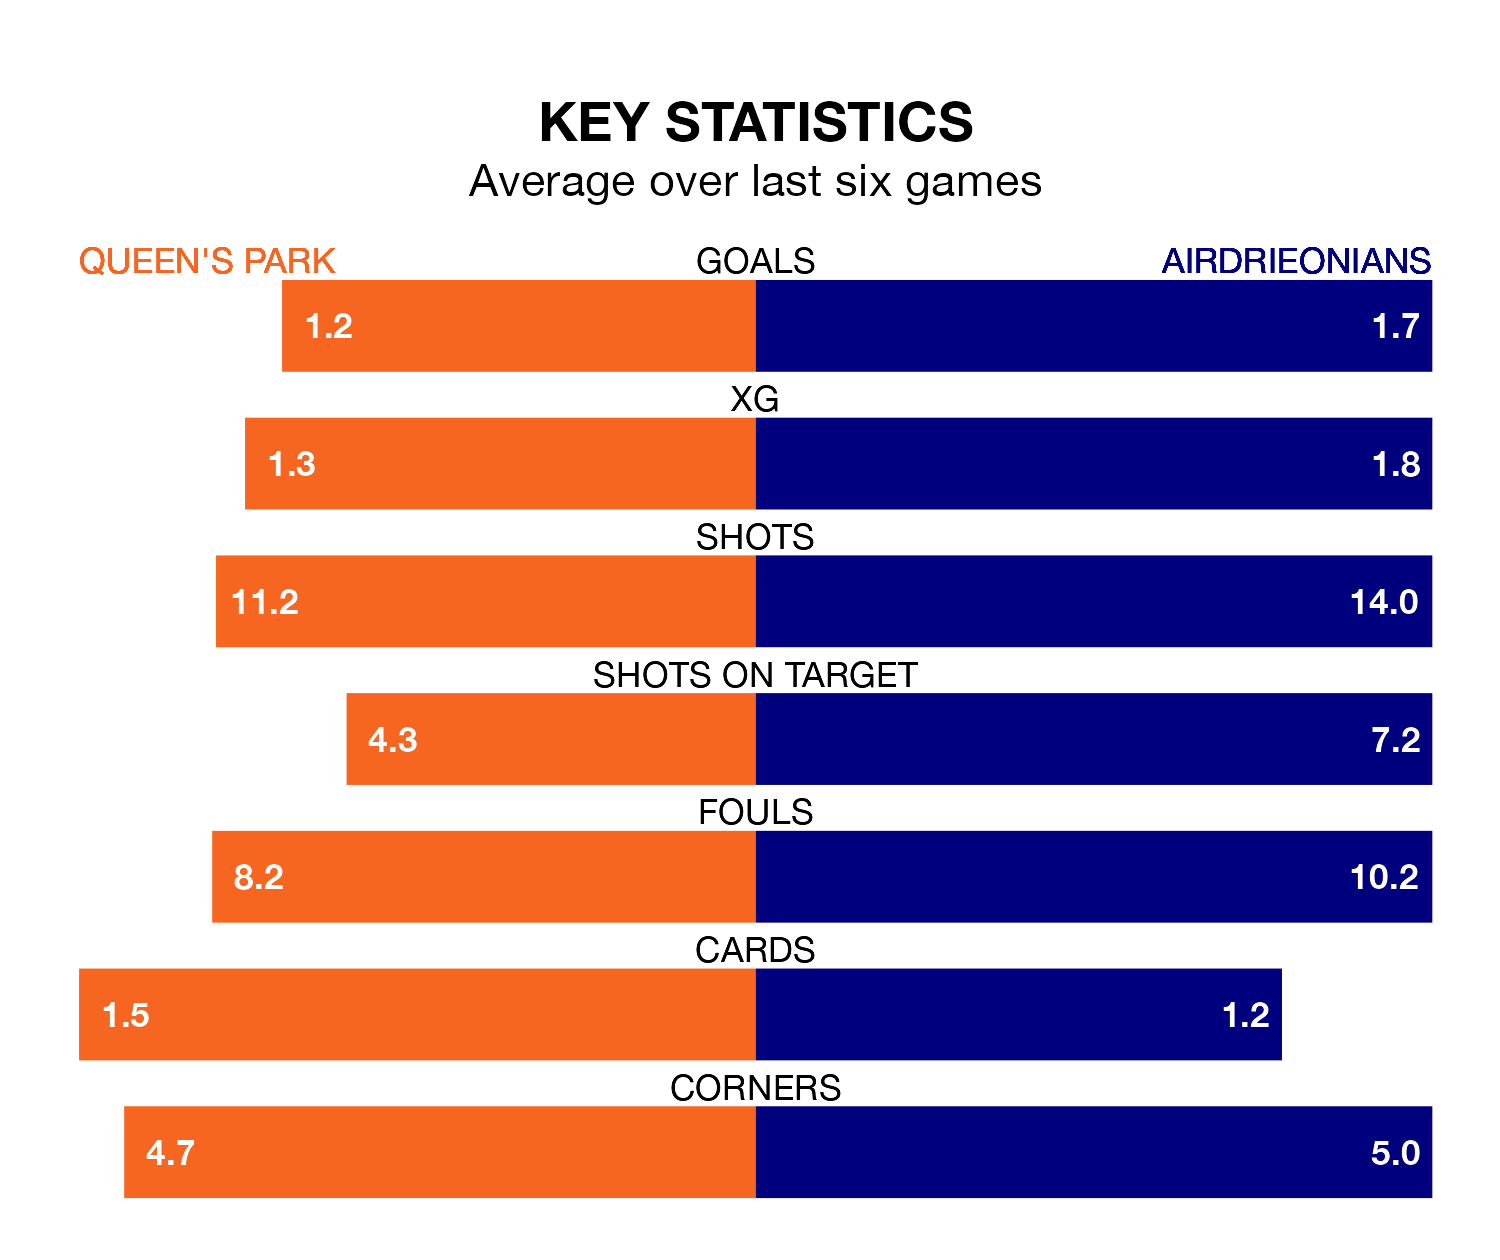 KEY STATISTICS
Average over last six games
QUEEN'S PARK GOALS AIRDRIEONIANS
1.2 1.7
XG
1.3 1.8
SHOTS
11.2 14.0
SHOTS ON TARGET
4.3 7.2
FOULS
8.2 10.2
CARDS
1.5 1.2
CORNERS
4.7 5.0